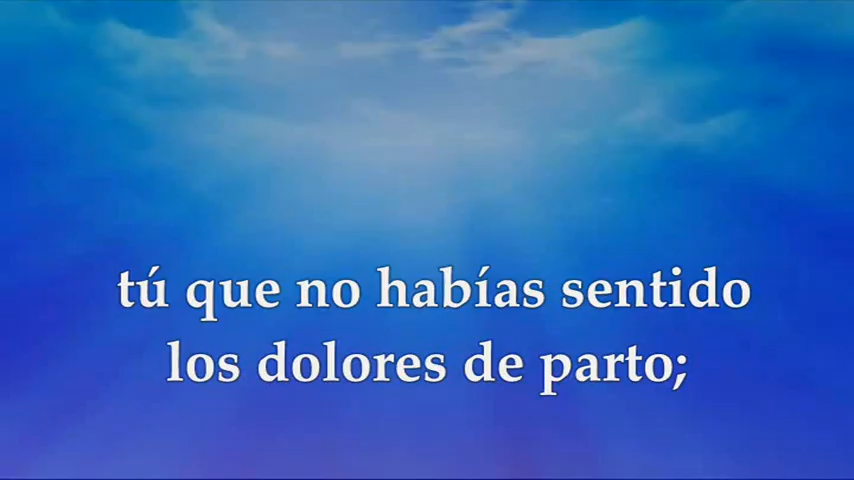 tú que no habías sentido
los dolores de parto;